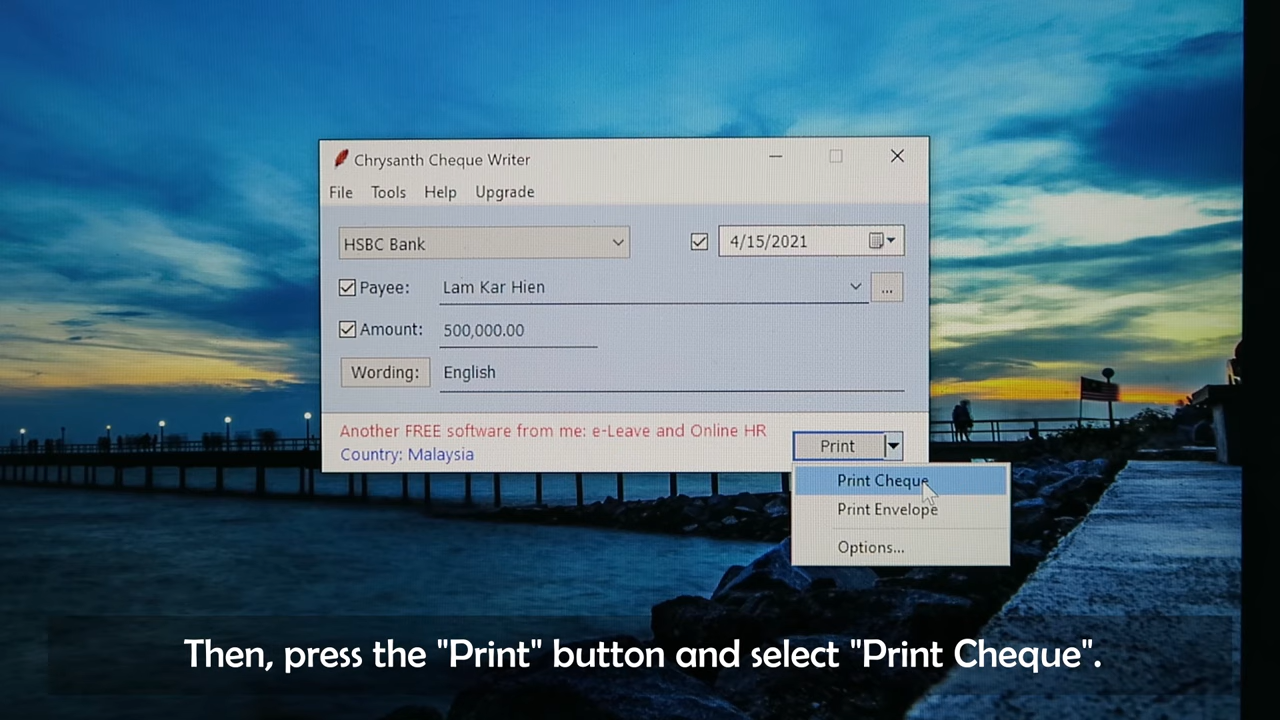 Chrysanth Cheque Writer
File Tools Help Upgrade
HSBC Bank
4/15/2021
Payee: Lam Kar Hien ...
Amount: 500,000.00
Wording: English
Another FREE software from me: e-Leave and Online HR
Country: Malaysia
Print
Print Cheque
Print Envelope
Options...
Then, press the "Print" button and select "Print Cheque".